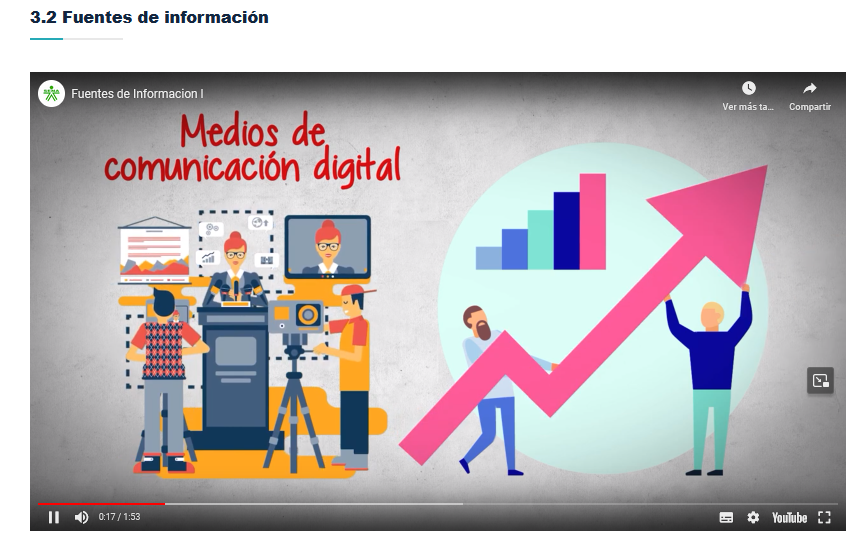 3.2 Fuentes de información
Fuentes de Informacion I
Ver más ta...
Compartir
Medios de
comunicación digital
0:17 / 1:53
YouTube